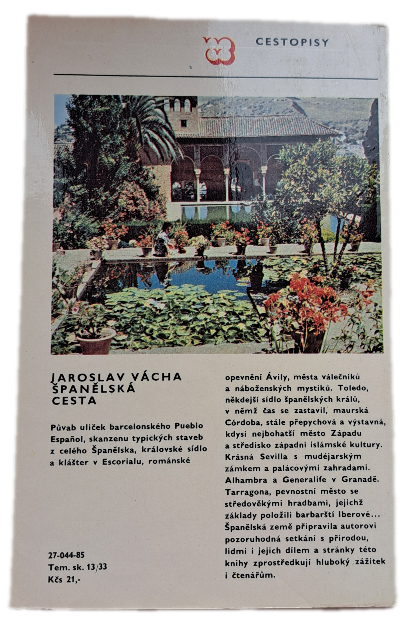 CESTOPISY
JAROSLAV VÁCHA
ŠPANĚLSKÁ
CESTA
Půvab uliček barcelonského Pueblo
Español, skanzenu typických staveb
z celého Španělska, královské sídlo
a klášter v Escorialu, románské
opevnění Ávily, města válečníků
a náboženských mystiků. Toledo,
někdejší sídlo španělských králů,
v němž čas se zastavil, maurská
Córdoba, stále přepychová a výstavná,
kdysi nejbohatší město Západu
a středisko západní islámské kultury.
Krásná Sevilla s mudéjarským
zámkem a palácovými zahradami.
Alhambra a Generalife v Granadě.
Tarragona, pevnostní město se
středověkými hradbami, jejichž
základy položili barbarští Iberové...
Španělská země připravila autorovi
pozoruhodná setkání s přírodou,
lidmi i jejich dílem a stránky této
knihy zprostředkují hluboký zážitek
i čtenářům.
27-044-85
Tem. sk. 13/33
Kčs 21,-